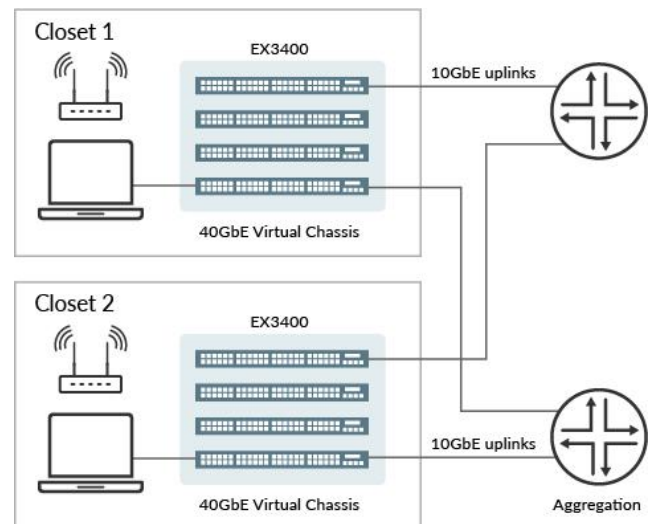 Closet 1
EX3400
10GbE uplinks
40GbE Virtual Chassis
Closet 2
EX3400
10GbE uplinks
40GbE Virtual Chassis
Aggregation